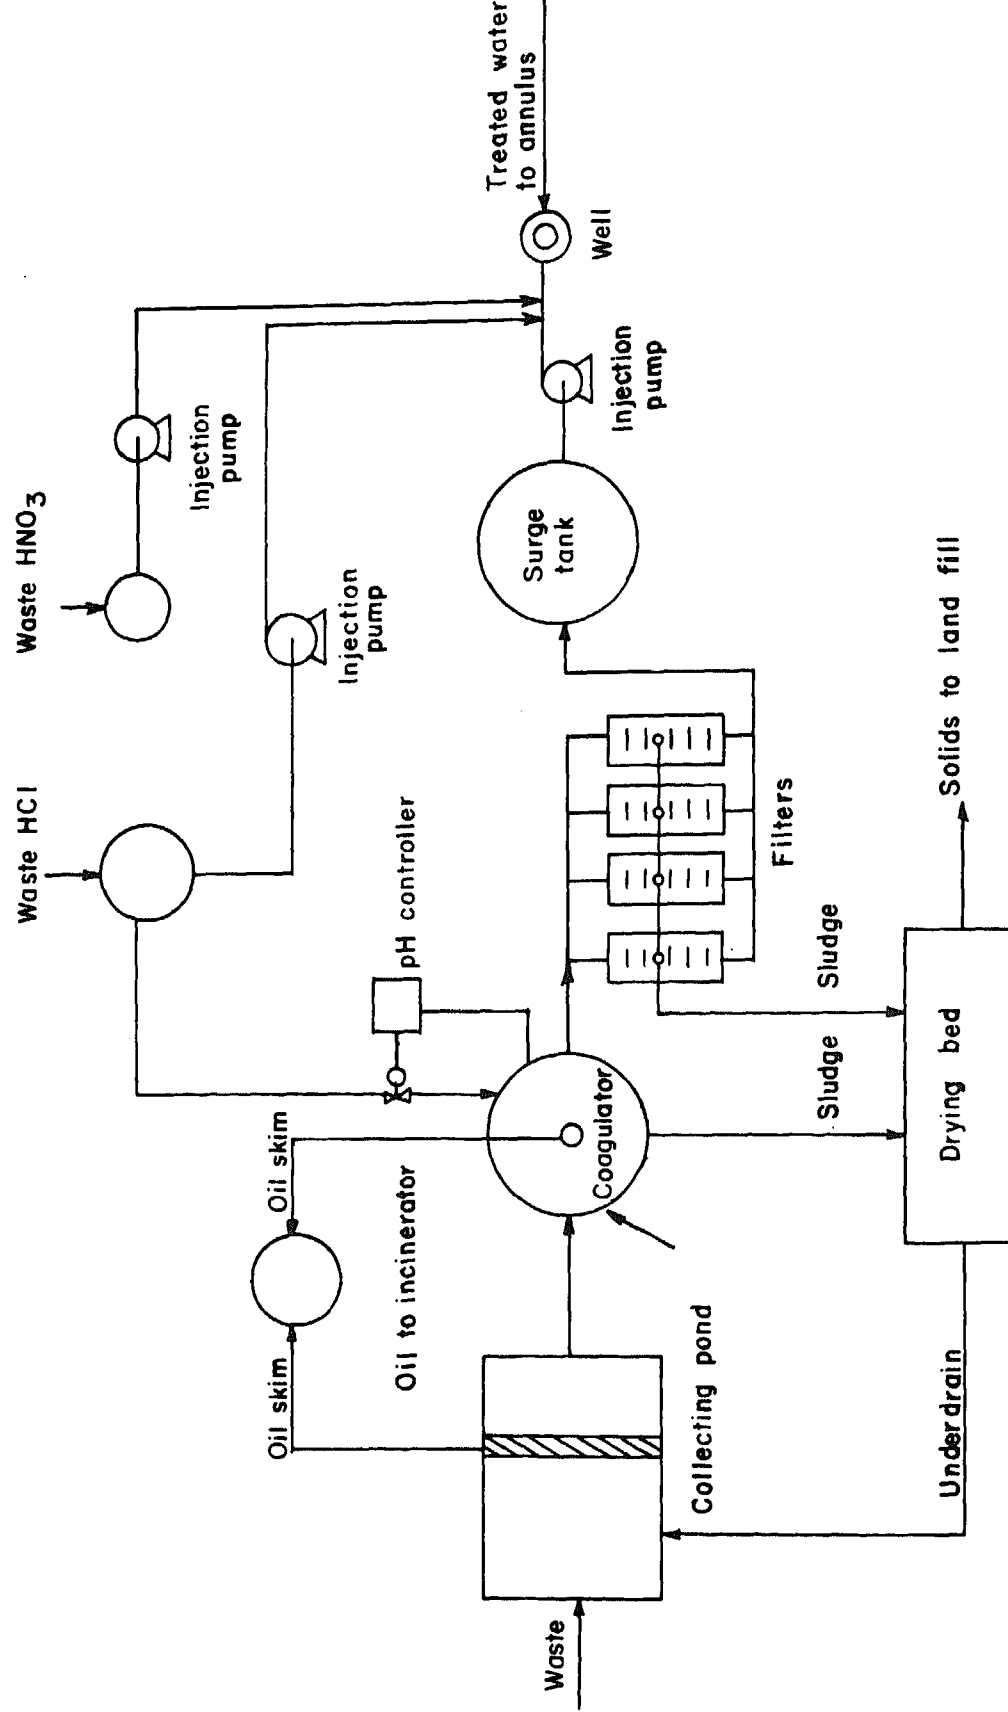 Waste HCl
Waste HNO3
Injection
pump
Injection
pump
Treated water
to annulus
Well
Injection
pump
Surge
tank
pH controller
Oil skim
Oil skim
Oil to incinerator
Coagulator
Filters
Sludge
Sludge
Waste
Collecting pond
Underdrain
Drying bed
Solids to land fill